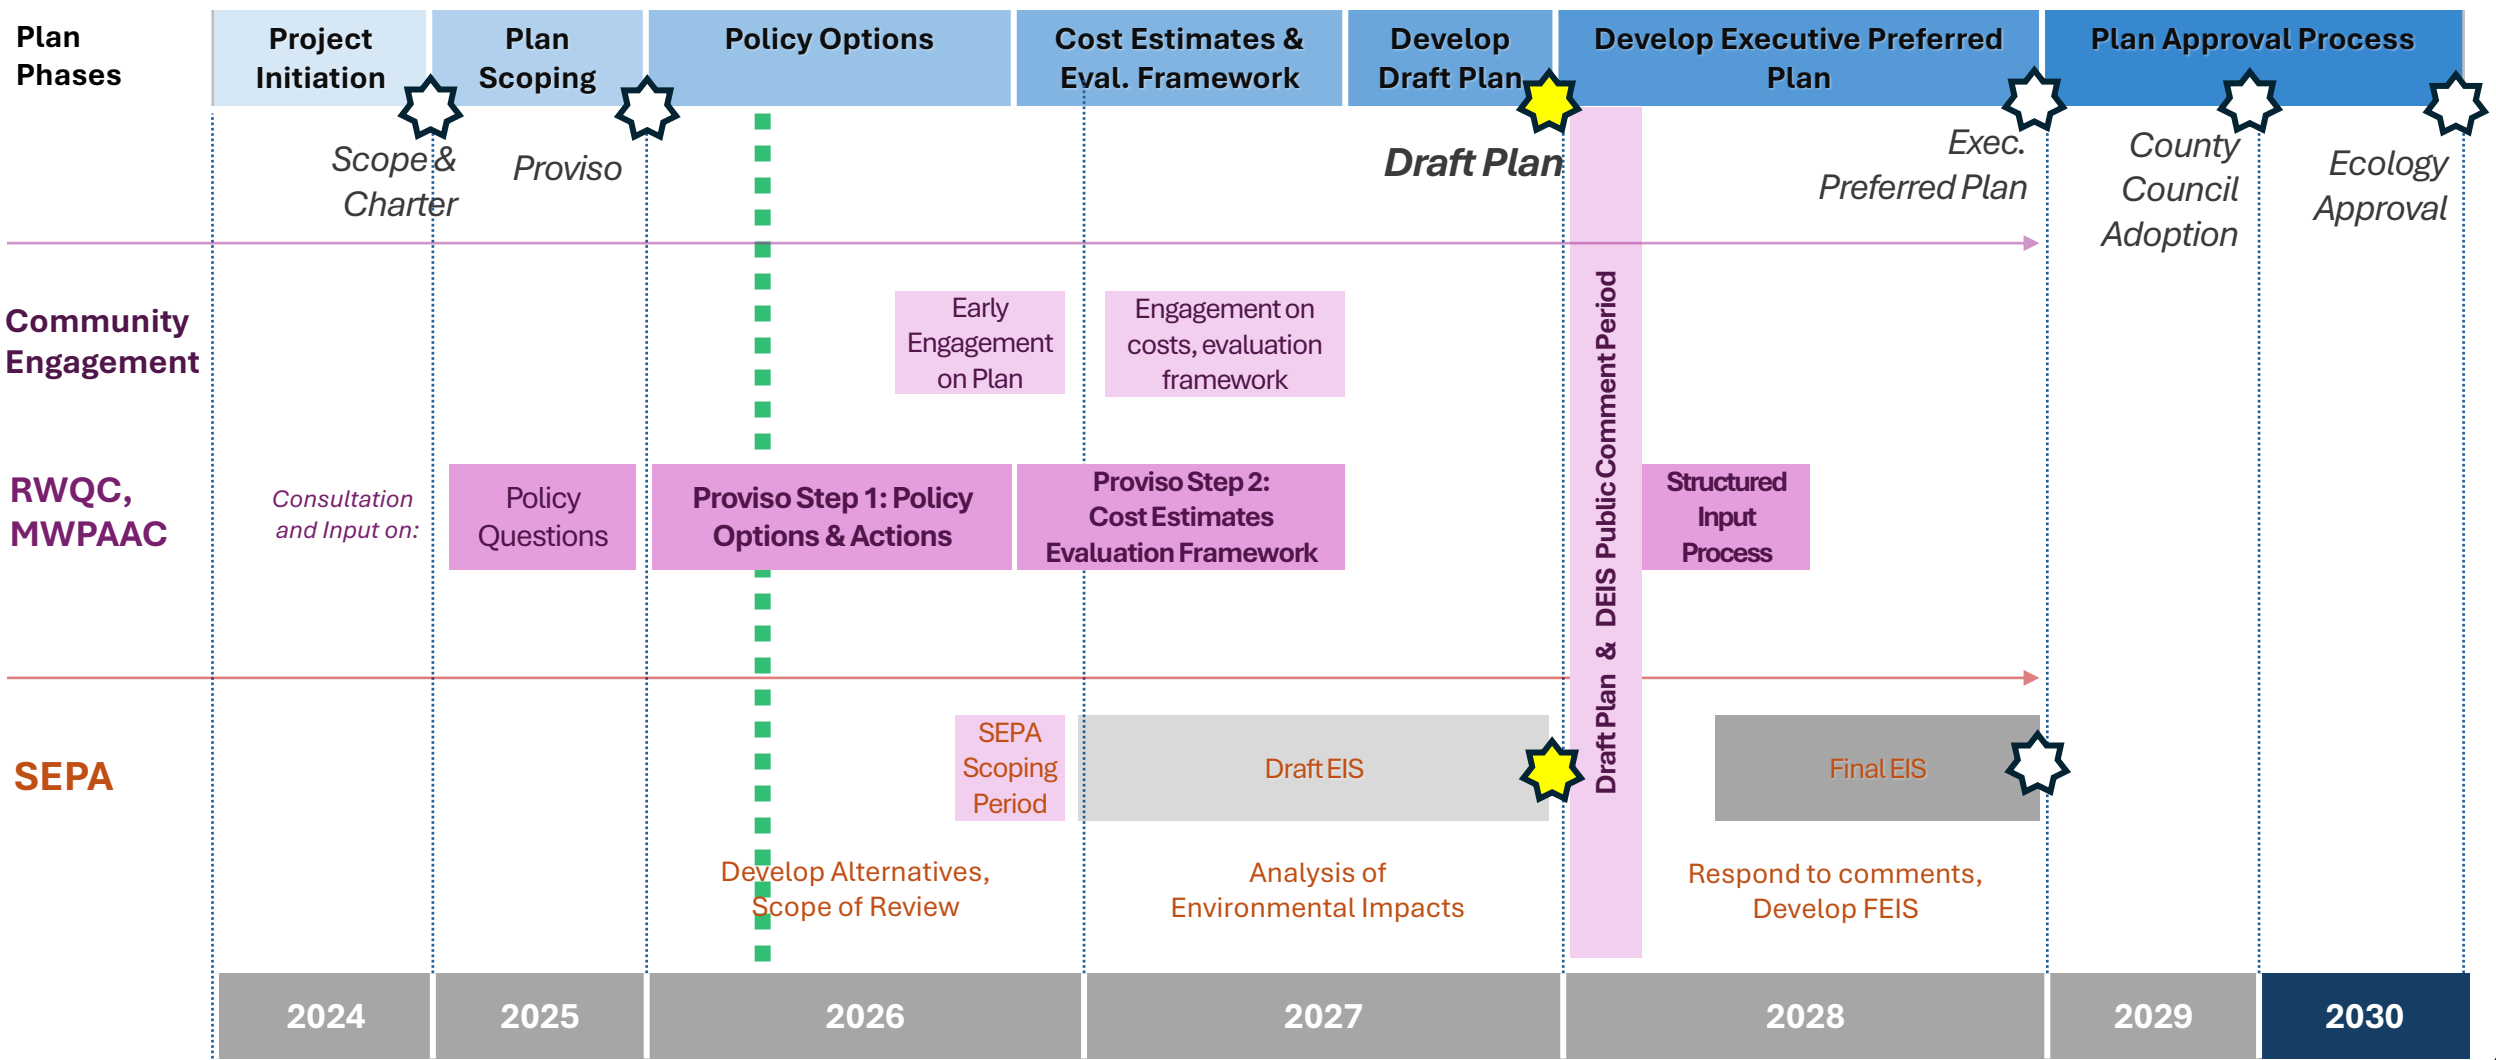 Plan
Phases
Project
Initiation
Plan
Scoping
Policy Options
Cost Estimates &
Eval. Framework
Develop
Draft Plan
Develop Executive Preferred
Plan
Plan Approval Process
Scope &
Charter
Proviso
Draft Plan
Exec.
Preferred Plan
County
Council
Adoption
Ecology
Approval
Community
Engagement
Early
Engagement
on Plan
Engagement on
costs, evaluation
framework
Draft Plan & DEIS Public Comment Period
RWQC,
MWPAAC
Consultation
and Input on:
Policy
Questions
Proviso Step 1: Policy
Options & Actions
Proviso Step 2:
Cost Estimates
Evaluation Framework
Structured
Input
Process
SEPA
SEPA
Scoping
Period
Draft EIS
Final EIS
Develop Alternatives,
Scope of Review
Analysis of
Environmental Impacts
Respond to comments,
Develop FEIS
2024
2025
2026
2027
2028
2029
2030